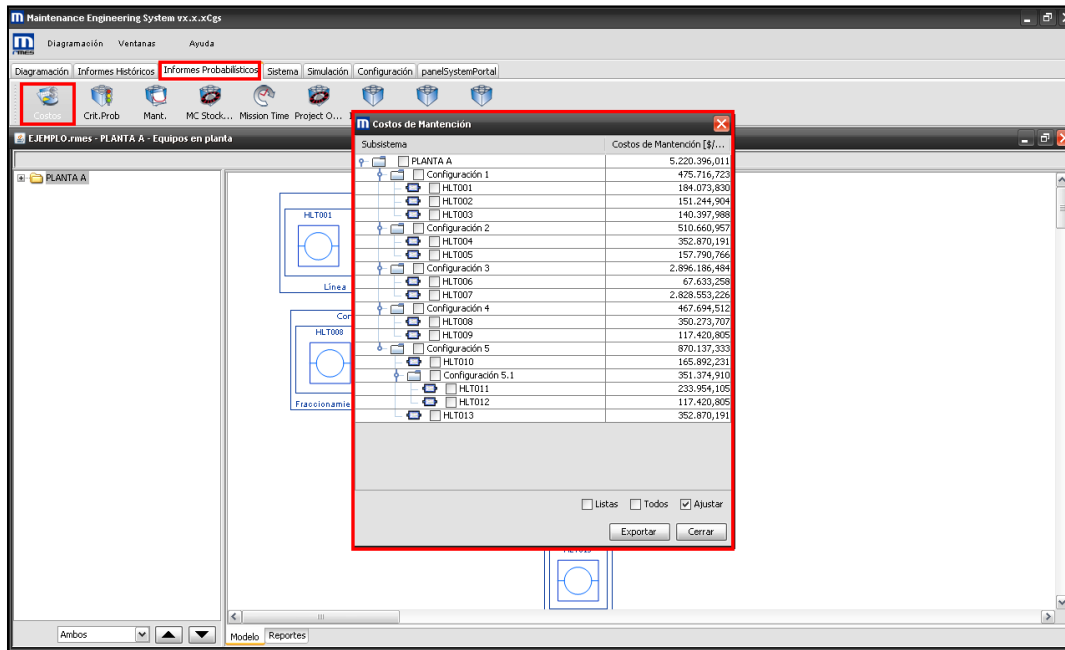 Maintenance Engineering System vx.x.xCgs
rmes Diagramación Ventanas Ayuda
Diagramación Informes Históricos Informes Probabilísticos Sistema Simulación Configuración panelSystemPortal
Costos Crit.Prob Mant. MC Stock... Mission Time Project O...
EJEMPLO.rmes - PLANTA A - Equipos en planta
PLANTA A
HLT001
Línea
HLT008
Fraccionamie
Costos de Mantención
Subsistema Costos de Mantención [$/...
PLANTA A 5.220.396,011
Configuración 1 475.716,723
HLT001 184.073,830
HLT002 151.244,904
HLT003 140.397,988
Configuración 2 510.660,957
HLT004 352.870,191
HLT005 157.790,766
Configuración 3 2.896.186,484
HLT006 67.633,258
HLT007 2.828.553,226
Configuración 4 467.694,512
HLT008 350.273,707
HLT009 117.420,805
Configuración 5 870.137,333
HLT010 165.892,231
Configuración 5.1 351.374,910
HLT011 233.954,105
HLT012 117.420,805
HLT013 352.870,191
Listas Todos Ajustar
Exportar Cerrar
Ambos
Modelo Reportes